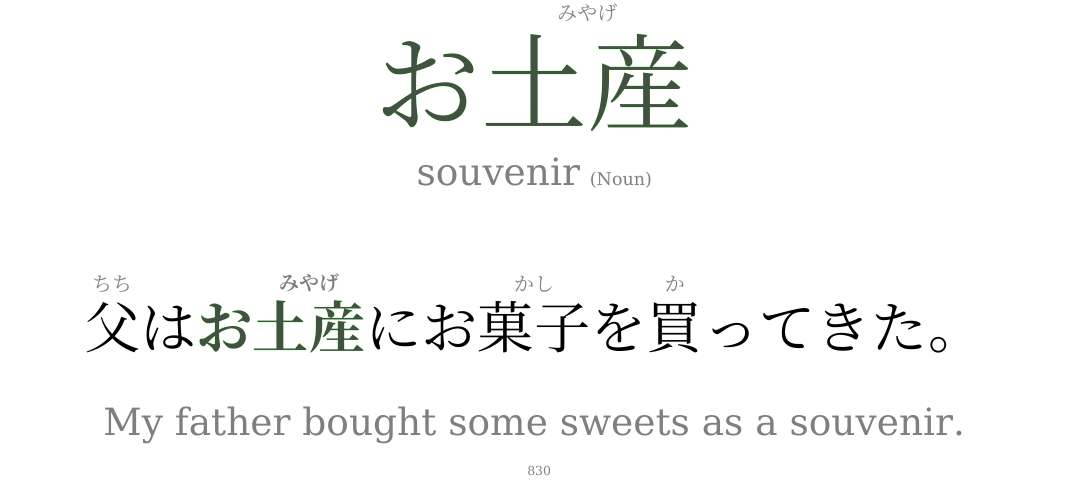 みやげ
お土産
souvenir (Noun)
ちち みやげ かし か
父はお土産にお菓子を買ってきた。
My father bought some sweets as a souvenir.
830